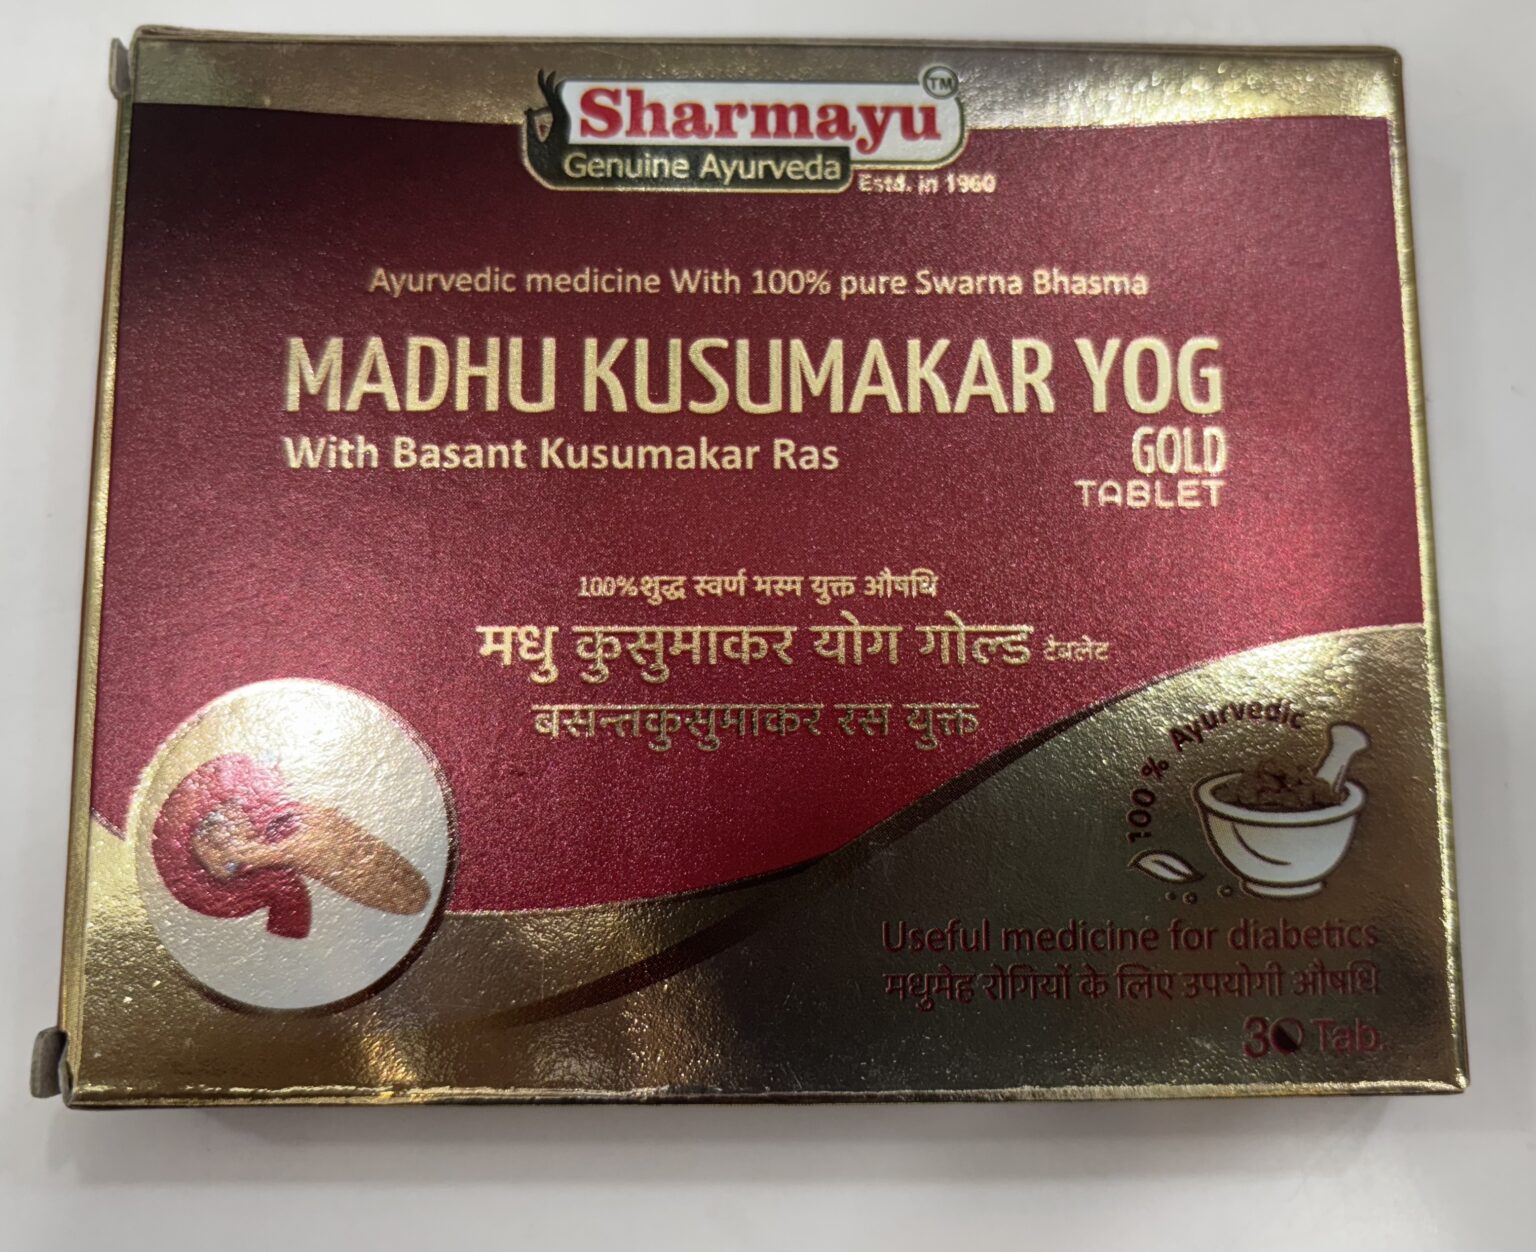 Sharmayu TM
Genuine Ayurveda
Estd. in 1960
Ayurvedic medicine With 100% pure Swarna Bhasma
MADHU KUSUMAKAR YOG
With Basant Kusumakar Ras
GOLD
TABLET
100%शुद्ध स्वर्ण भस्म युक्त औषधि
मधु कुसुमाकर योग गोल्ड टैबलेट
बसन्तकुसुमाकर रस युक्त
100 % Ayurvedic
Useful medicine for diabetics
मधुमेह रोगियों के लिए उपयोगी औषधि
30 Tab.